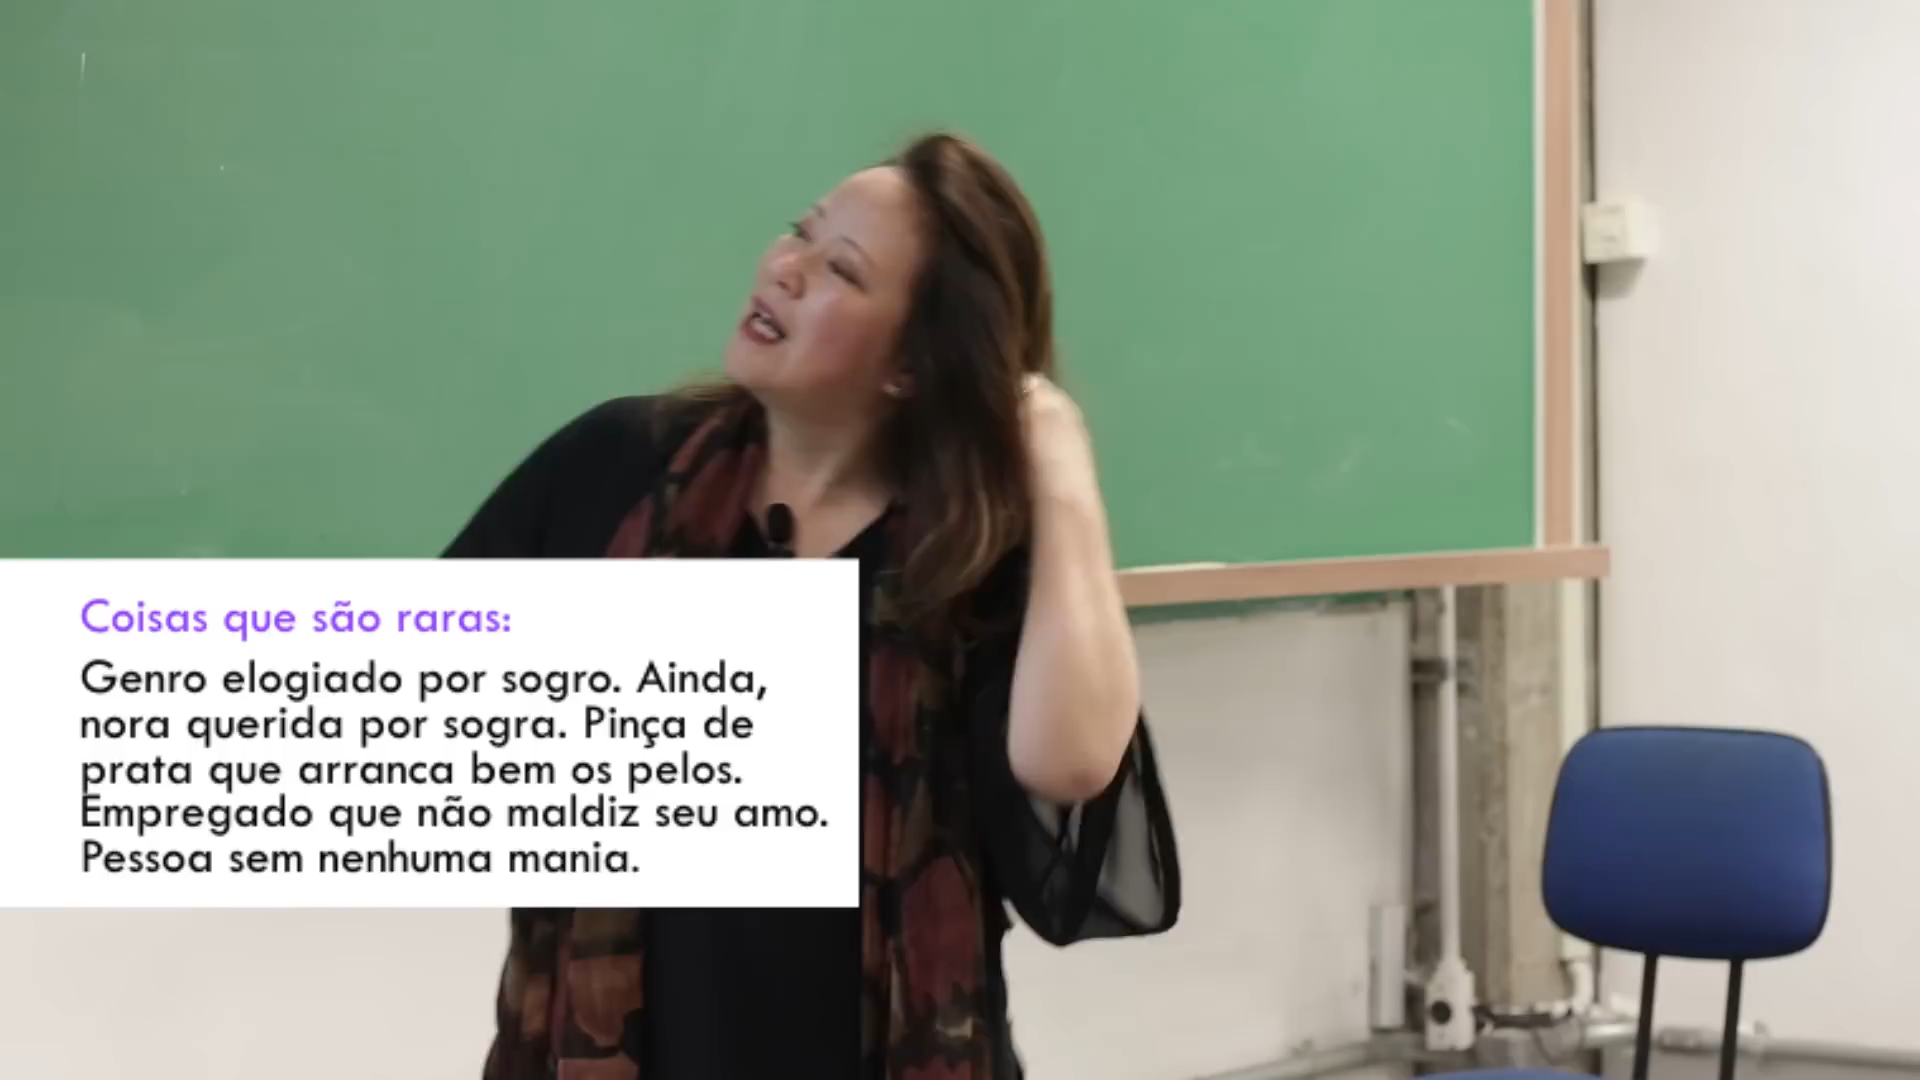 Coisas que são raras:
Genro elogiado por sogro. Ainda,
nora querida por sogra. Pinça de
prata que arranca bem os pelos.
Empregado que não maldiz seu amo.
Pessoa sem nenhuma mania.